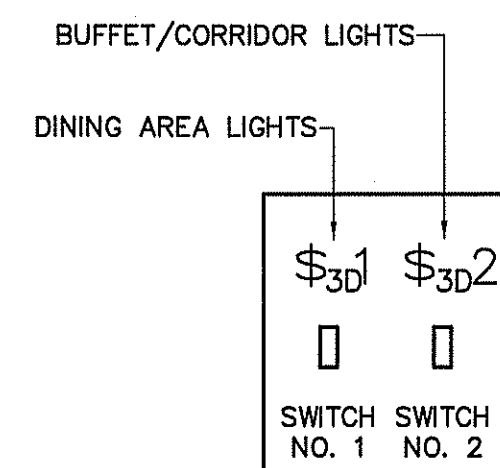 BUFFET/CORRIDOR LIGHTS
DINING AREA LIGHTS
$3D1 $3D2
SWITCH SWITCH
NO. 1 NO. 2